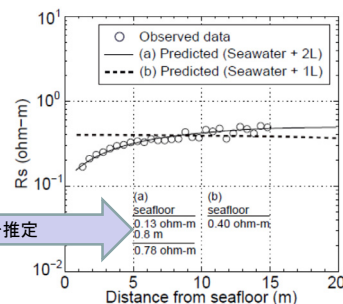 10¹
Observed data
(a) Predicted (Seawater + 2L)
(b) Predicted (Seawater + 1L)
10⁰
Rs (ohm-m)
10⁻¹
(a) (b)
seafloor seafloor
0.13 ohm-m 0.40 ohm-m
0.8 m
推定
0.78 ohm-m
10⁻²
0 5 10 15 20
Distance from seafloor (m)